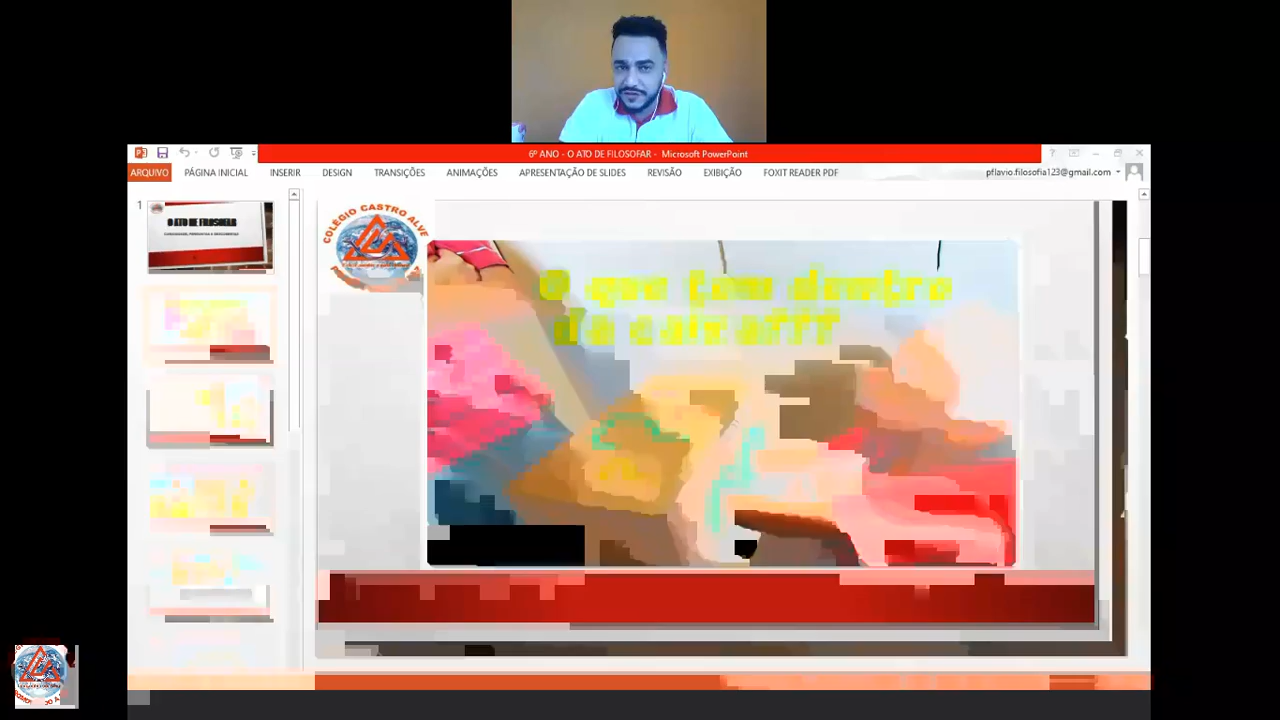 6º ANO - O ATO DE FILOSOFAR - Microsoft PowerPoint
ARQUIVO PÁGINA INICIAL INSERIR DESIGN TRANSIÇÕES ANIMAÇÕES APRESENTAÇÃO DE SLIDES REVISÃO EXIBIÇÃO FOXIT READER PDF pflavio.filosofia123@gmail.com
1
O ATO DE FILOSOFAR
COLÉGIO CASTRO ALVE
O que tem dentro
da caixa???